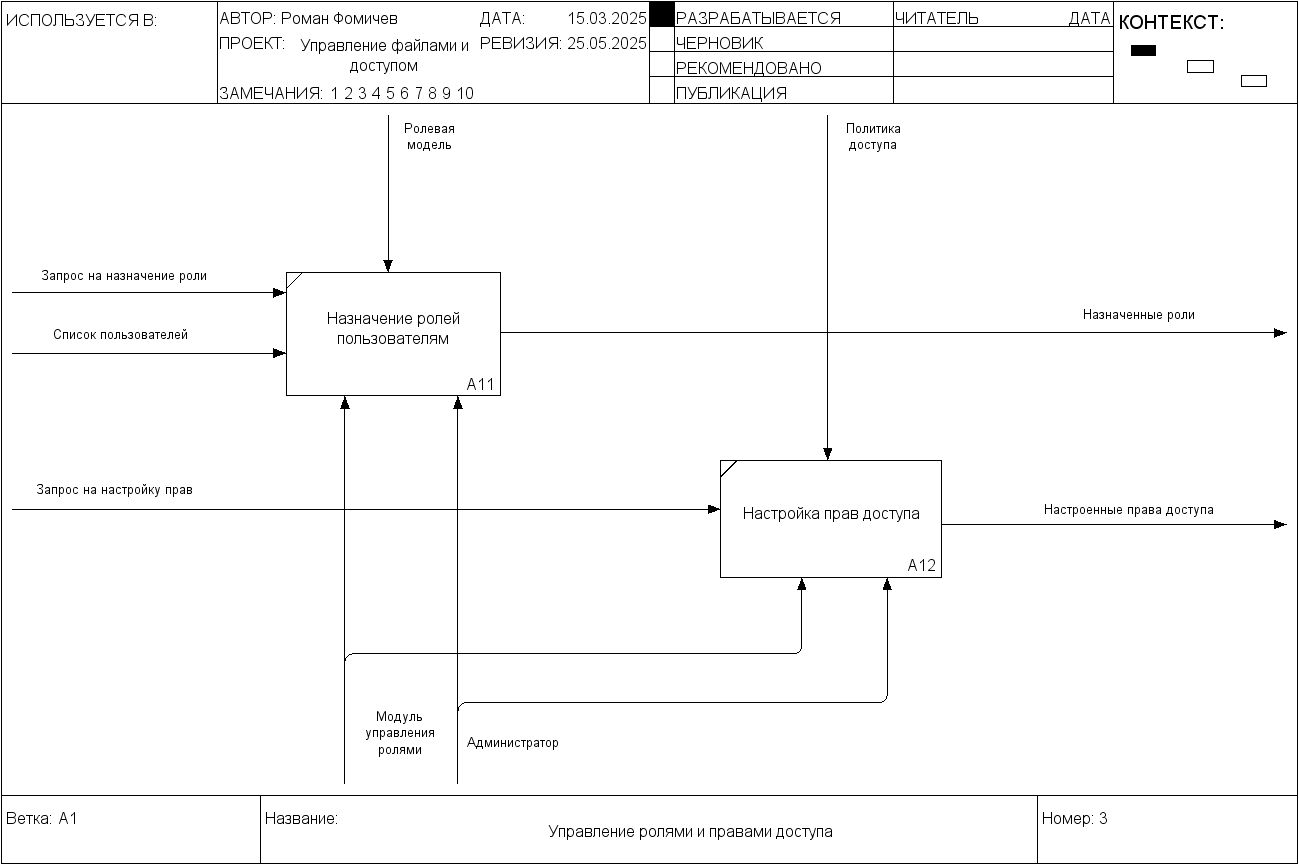 ИСПОЛЬЗУЕТСЯ В:
АВТОР: Роман Фомичев
ДАТА: 15.03.2025
ПРОЕКТ: Управление файлами и
доступом
РЕВИЗИЯ: 25.05.2025
ЗАМЕЧАНИЯ: 1 2 3 4 5 6 7 8 9 10
РАЗРАБАТЫВАЕТСЯ
ЧЕРНОВИК
РЕКОМЕНДОВАНО
ПУБЛИКАЦИЯ
ЧИТАТЕЛЬ ДАТА
КОНТЕКСТ:
Ролевая
модель
Политика
доступа
Запрос на назначение роли
Список пользователей
Назначение ролей
пользователям
A11
Назначенные роли
Запрос на настройку прав
Настройка прав доступа
A12
Настроенные права доступа
Модуль
управления
ролями
Администратор
Ветка: A1
Название:
Управление ролями и правами доступа
Номер: 3